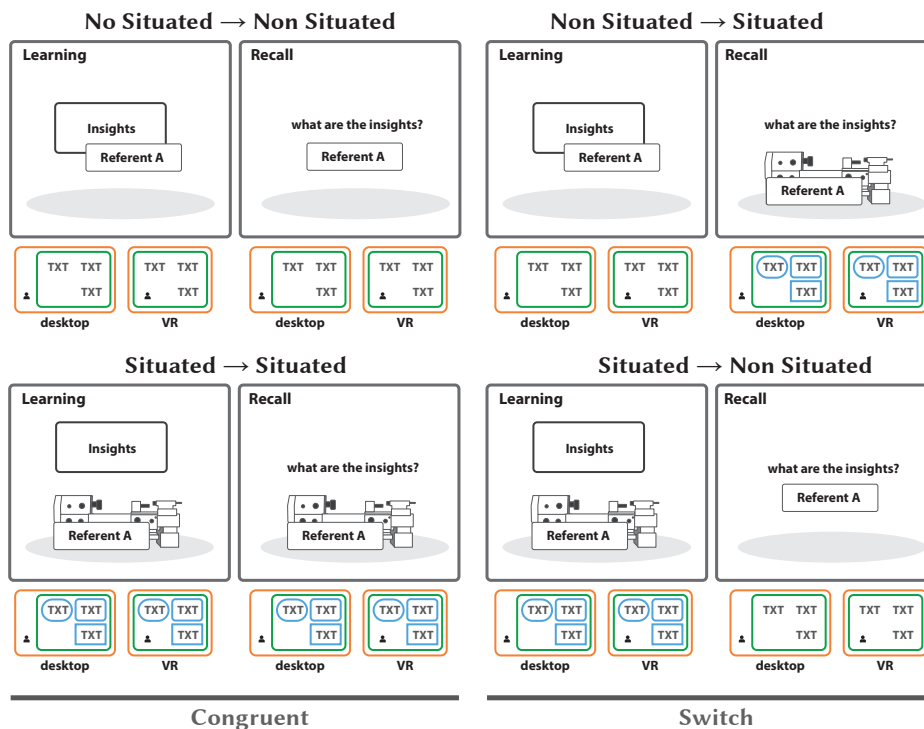 No Situated → Non Situated
Learning
Insights
Referent A
Recall
what are the insights?
Referent A
TXT TXT
TXT
desktop
TXT TXT
TXT
VR
TXT TXT
TXT
desktop
TXT TXT
TXT
VR
Non Situated → Situated
Learning
Insights
Referent A
Recall
what are the insights?
Referent A
TXT TXT
TXT
desktop
TXT TXT
TXT
VR
TXT TXT
TXT
desktop
TXT TXT
TXT
VR
Situated → Situated
Learning
Insights
Referent A
Recall
what are the insights?
Referent A
TXT TXT
TXT
desktop
TXT TXT
TXT
VR
TXT TXT
TXT
desktop
TXT TXT
TXT
VR
Situated → Non Situated
Learning
Insights
Referent A
Recall
what are the insights?
Referent A
TXT TXT
TXT
desktop
TXT TXT
TXT
VR
TXT TXT
TXT
desktop
TXT TXT
TXT
VR
Congruent
Switch